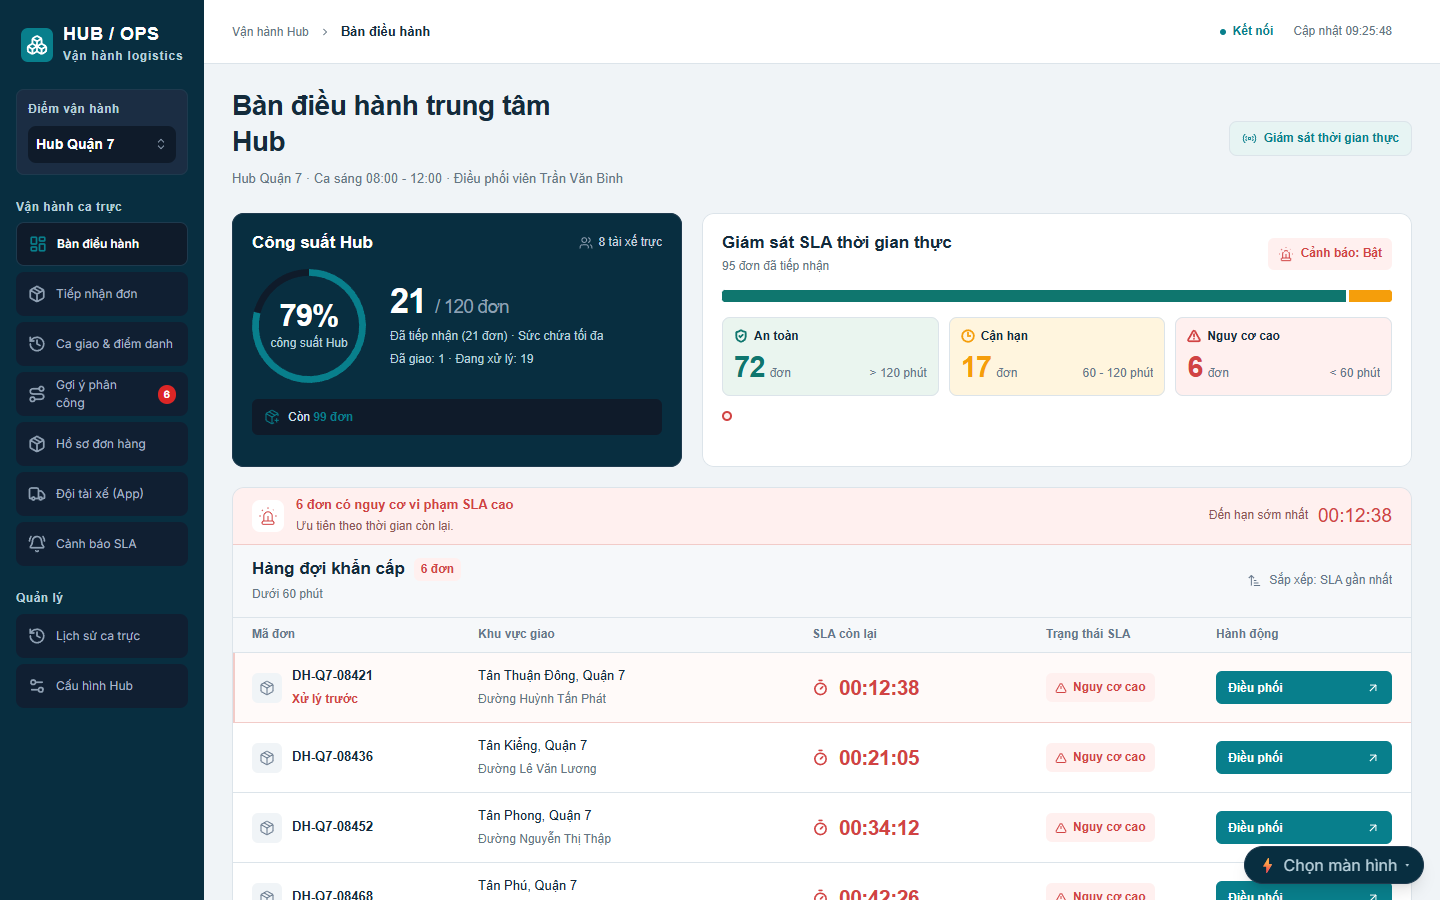 HUB / OPS
Vận hành logistics
Điểm vận hành
Hub Quận 7
Vận hành ca trực
Bàn điều hành
Tiếp nhận đơn
Ca giao & điểm danh
Gợi ý phân
công
6
Hồ sơ đơn hàng
Đội tài xế (App)
Cảnh báo SLA
Quản lý
Lịch sử ca trực
Cấu hình Hub
Vận hành Hub > Bàn điều hành
Kết nối
Cập nhật 09:25:48
Bàn điều hành trung tâm
Hub
Hub Quận 7 · Ca sáng 08:00 - 12:00 · Điều phối viên Trần Văn Bình
Giám sát thời gian thực
Công suất Hub
8 tài xế trực
79%
công suất Hub
21 / 120 đơn
Đã tiếp nhận (21 đơn) · Sức chứa tối đa
Đã giao: 1 · Đang xử lý: 19
Còn 99 đơn
Giám sát SLA thời gian thực
95 đơn đã tiếp nhận
Cảnh báo: Bật
An toàn
72 đơn
> 120 phút
Cận hạn
17 đơn
60 - 120 phút
Nguy cơ cao
6 đơn
< 60 phút
6 đơn có nguy cơ vi phạm SLA cao
Ưu tiên theo thời gian còn lại.
Đến hạn sớm nhất 00:12:38
Hàng đợi khẩn cấp 6 đơn
Dưới 60 phút
Sắp xếp: SLA gần nhất
Mã đơn
Khu vực giao
SLA còn lại
Trạng thái SLA
Hành động
DH-Q7-08421
Xử lý trước
Tân Thuận Đông, Quận 7
Đường Huỳnh Tấn Phát
00:12:38
Nguy cơ cao
Điều phối
DH-Q7-08436
Tân Kiểng, Quận 7
Đường Lê Văn Lương
00:21:05
Nguy cơ cao
Điều phối
DH-Q7-08452
Tân Phong, Quận 7
Đường Nguyễn Thị Thập
00:34:12
Nguy cơ cao
Điều phối
DH-Q7-08468
Tân Phú, Quận 7
00:42:26
Nguy cơ cao
Điều phối
Chọn màn hình